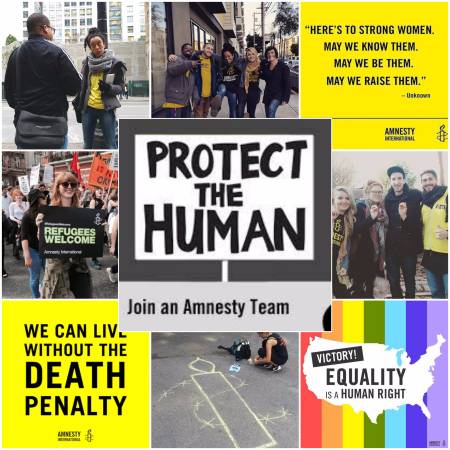 “HERE’S TO STRONG WOMEN.
MAY WE KNOW THEM.
MAY WE BE THEM.
MAY WE RAISE THEM.”
– Unknown
AMNESTY
INTERNATIONAL
REFUGEES
WELCOME
Amnesty International
PROTECT
THE
HUMAN
Join an Amnesty Team
WE CAN LIVE
WITHOUT THE
DEATH
PENALTY
AMNESTY
INTERNATIONAL
VICTORY!
EQUALITY
IS A HUMAN RIGHT